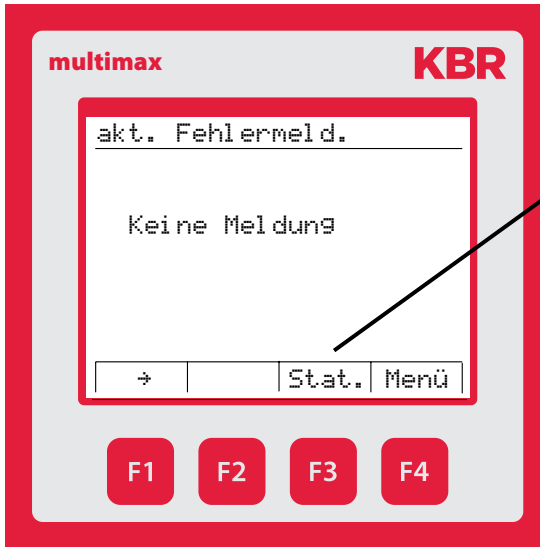 multimax KBR
akt. Fehlermeld.
Keine Meldung
→ Stat. Menü
F1 F2 F3 F4